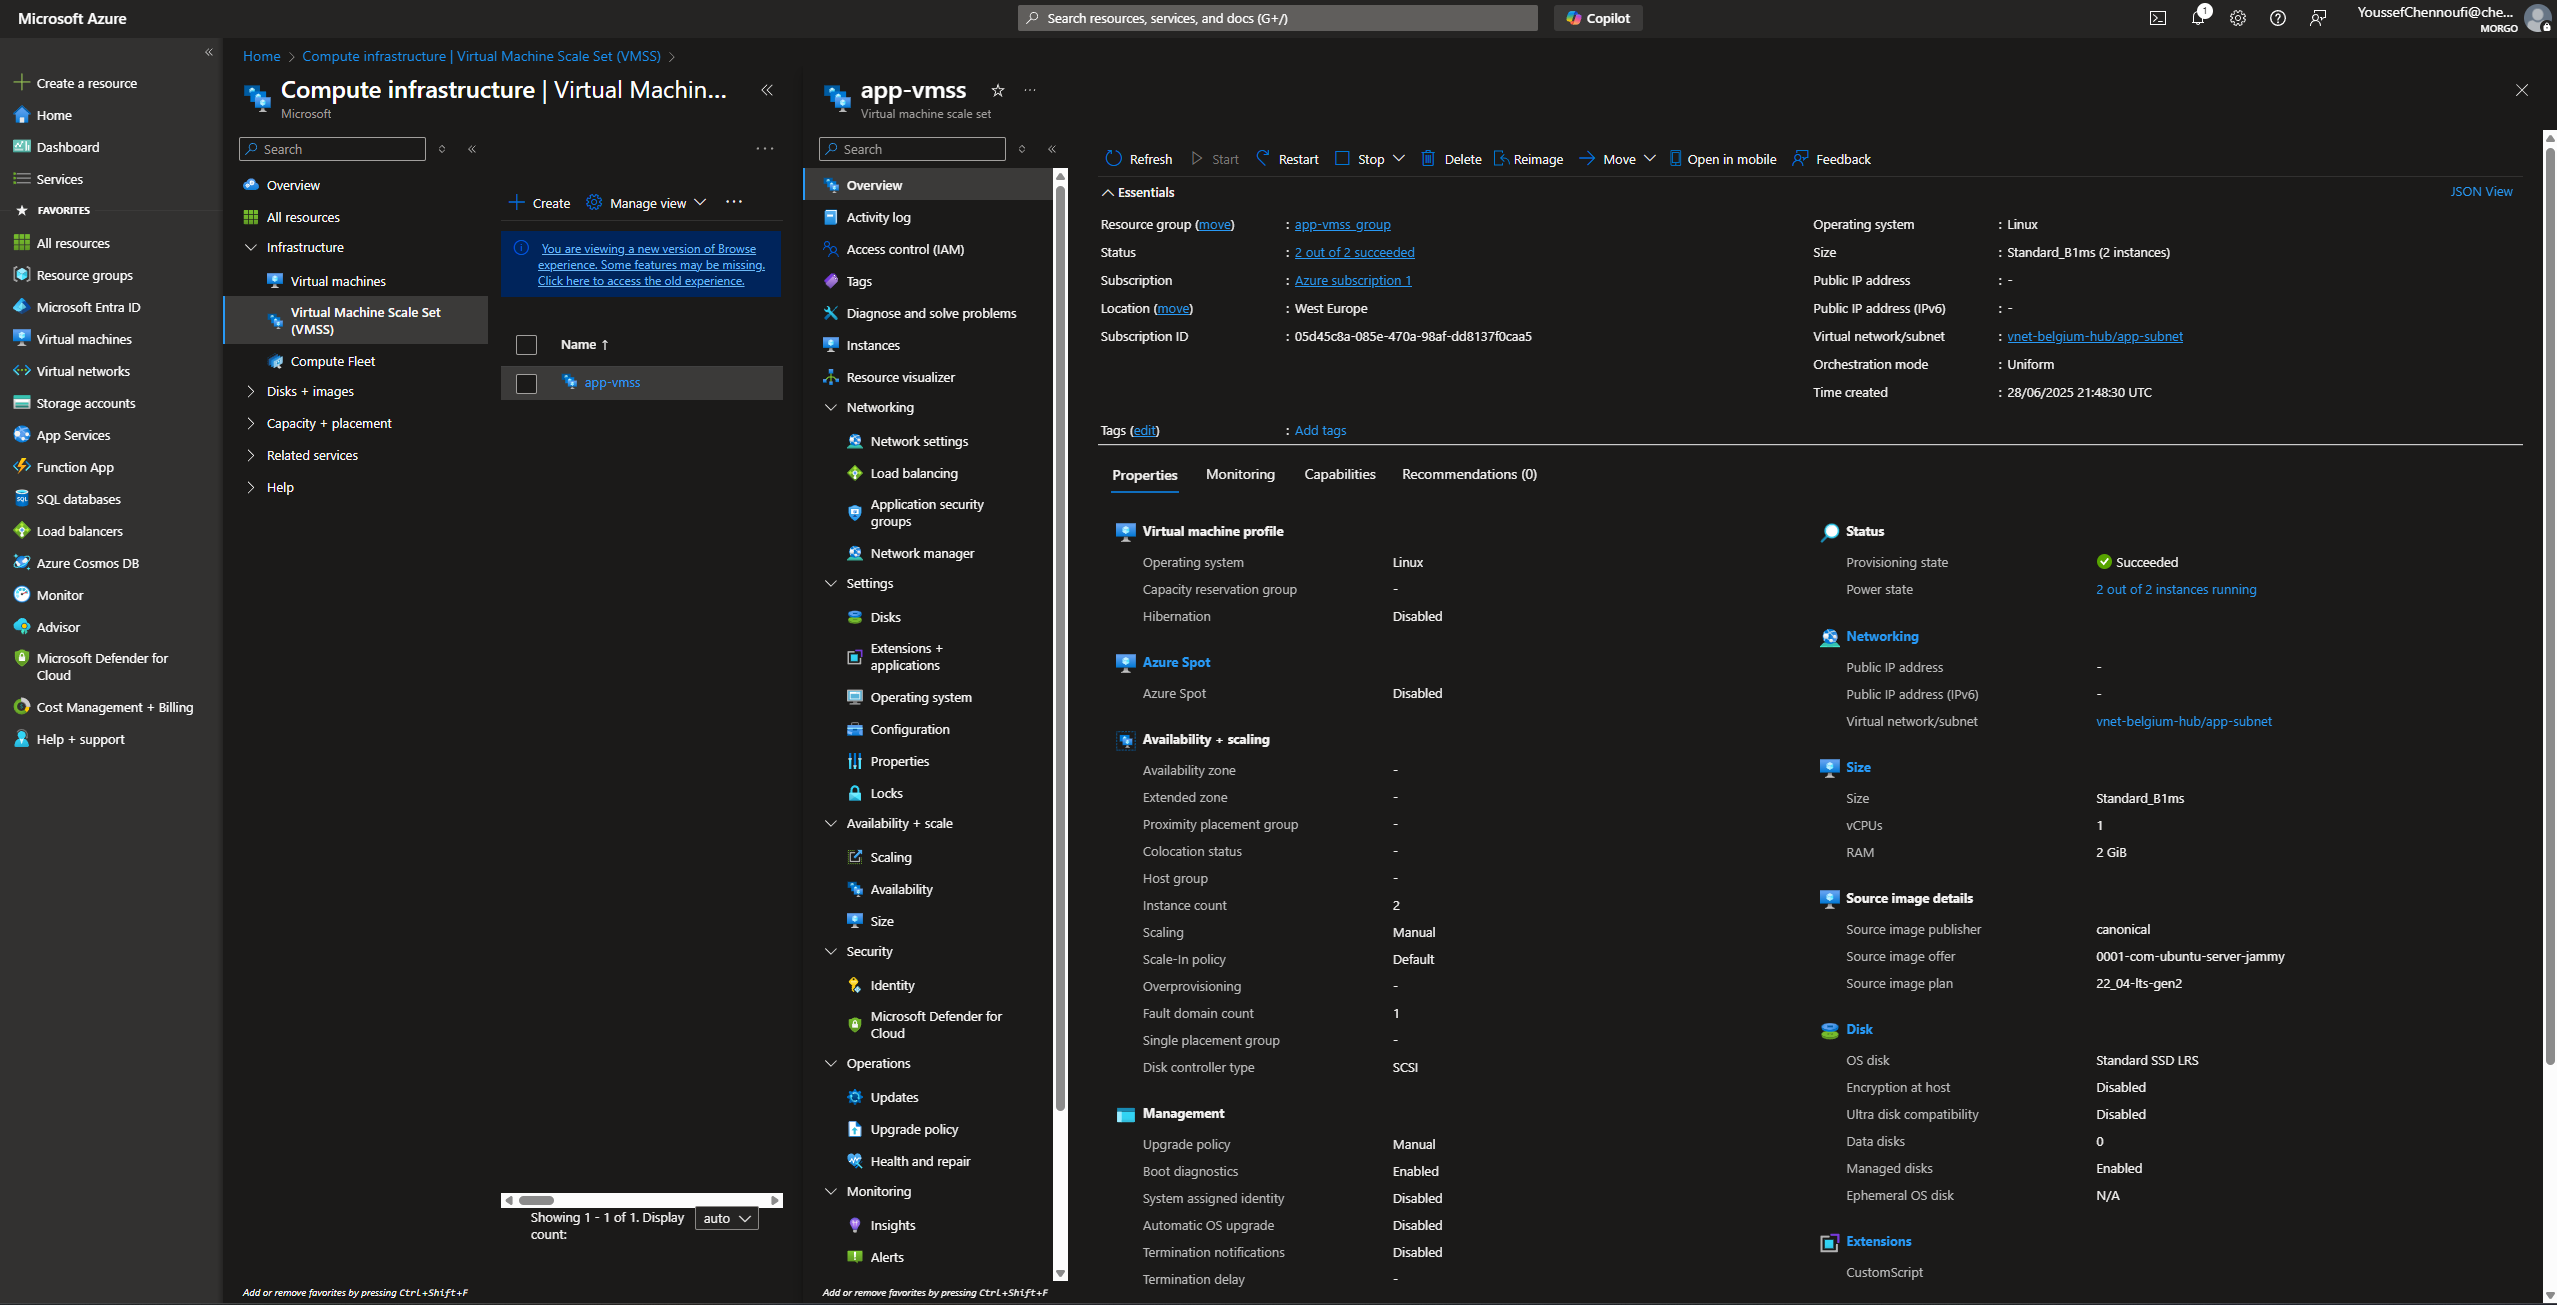 Microsoft Azure
Search resources, services, and docs (G+/)
Copilot
1
YoussefChennoufi@che...
MORGO
Create a resource
Home
Dashboard
Services
FAVORITES
All resources
Resource groups
Microsoft Entra ID
Virtual machines
Virtual networks
Storage accounts
App Services
Function App
SQL databases
Load balancers
Azure Cosmos DB
Monitor
Advisor
Microsoft Defender for
Cloud
Cost Management + Billing
Help + support
Home > Compute infrastructure | Virtual Machine Scale Set (VMSS) >
Compute infrastructure | Virtual Machin...
Microsoft
Search
Overview
All resources
Infrastructure
Virtual machines
Virtual Machine Scale Set
(VMSS)
Compute Fleet
Disks + images
Capacity + placement
Related services
Help
Add or remove favorites by pressing Ctrl+Shift+F
Create
Manage view
You are viewing a new version of Browse
experience. Some features may be missing.
Click here to access the old experience.
Name ↑
app-vmss
Showing 1 - 1 of 1. Display
count:
auto
app-vmss
Virtual machine scale set
Search
Overview
Activity log
Access control (IAM)
Tags
Diagnose and solve problems
Instances
Resource visualizer
Networking
Network settings
Load balancing
Application security
groups
Network manager
Settings
Disks
Extensions +
applications
Operating system
Configuration
Properties
Locks
Availability + scale
Scaling
Availability
Size
Security
Identity
Microsoft Defender for
Cloud
Operations
Updates
Upgrade policy
Health and repair
Monitoring
Insights
Alerts
Add or remove favorites by pressing Ctrl+Shift+F
Refresh Start Restart Stop Delete Reimage Move Open in mobile Feedback
Essentials
JSON View
Resource group (move) : app-vmss_group
Status : 2 out of 2 succeeded
Subscription : Azure subscription 1
Location (move) : West Europe
Subscription ID : 05d45c8a-085e-470a-98af-dd8137f0caa5
Operating system : Linux
Size : Standard_B1ms (2 instances)
Public IP address : -
Public IP address (IPv6) : -
Virtual network/subnet : vnet-belgium-hub/app-subnet
Orchestration mode : Uniform
Time created : 28/06/2025 21:48:30 UTC
Tags (edit) : Add tags
Properties Monitoring Capabilities Recommendations (0)
Virtual machine profile
Operating system Linux
Capacity reservation group -
Hibernation Disabled
Azure Spot
Azure Spot Disabled
Availability + scaling
Availability zone -
Extended zone -
Proximity placement group -
Colocation status -
Host group -
Instance count 2
Scaling Manual
Scale-In policy Default
Overprovisioning -
Fault domain count 1
Single placement group -
Disk controller type SCSI
Management
Upgrade policy Manual
Boot diagnostics Enabled
System assigned identity Disabled
Automatic OS upgrade Disabled
Termination notifications Disabled
Termination delay -
Status
Provisioning state Succeeded
Power state 2 out of 2 instances running
Networking
Public IP address -
Public IP address (IPv6) -
Virtual network/subnet vnet-belgium-hub/app-subnet
Size
Size Standard_B1ms
vCPUs 1
RAM 2 GiB
Source image details
Source image publisher canonical
Source image offer 0001-com-ubuntu-server-jammy
Source image plan 22_04-lts-gen2
Disk
OS disk Standard SSD LRS
Encryption at host Disabled
Ultra disk compatibility Disabled
Data disks 0
Managed disks Enabled
Ephemeral OS disk N/A
Extensions
CustomScript